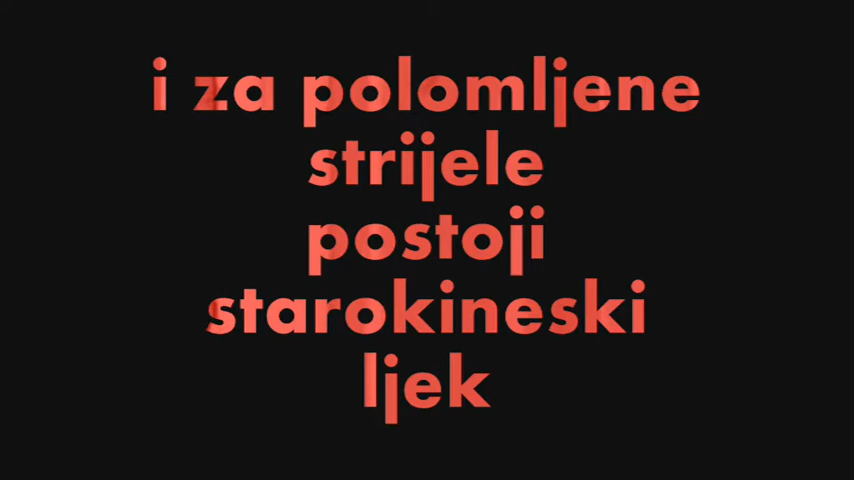 i za polomljene
strijele
postoji
starokineski
ljek